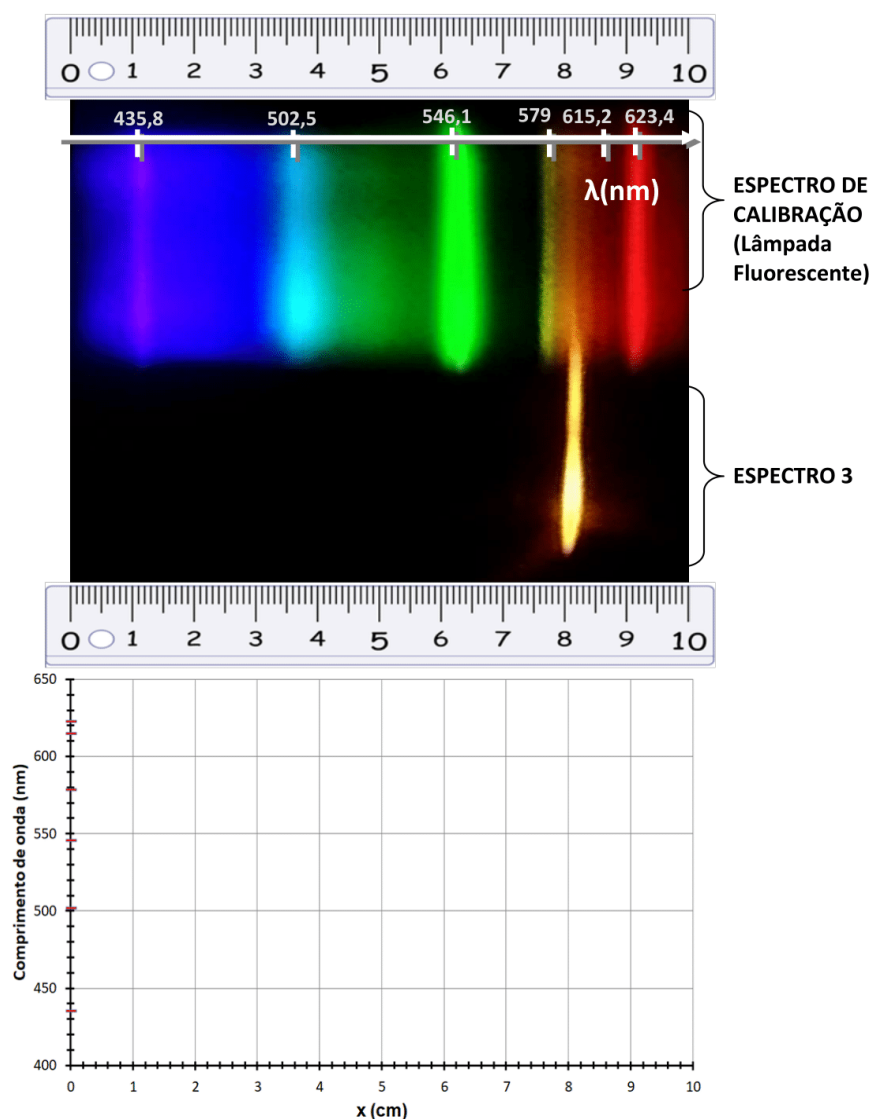 0 1 2 3 4 5 6 7 8 9 10
435,8 502,5 546,1 579 615,2 623,4
λ(nm)
ESPECTRO DE
CALIBRAÇÃO
(Lâmpada
Fluorescente)
ESPECTRO 3
0 1 2 3 4 5 6 7 8 9 10
Comprimento de onda (nm)
650
600
550
500
450
400
0 1 2 3 4 5 6 7 8 9 10
x (cm)